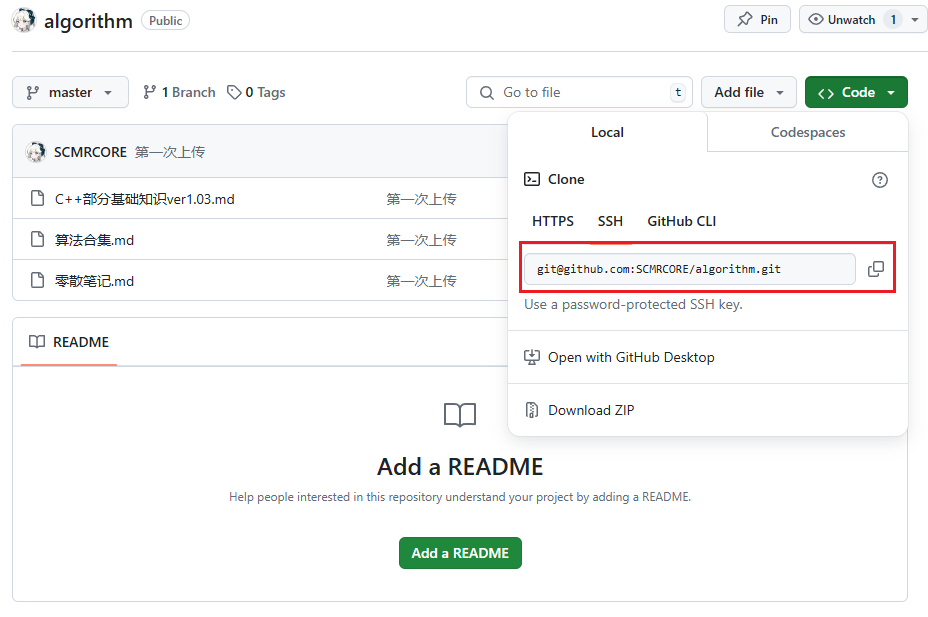 algorithm Public Pin Unwatch 1
master 1 Branch 0 Tags Go to file t Add file Code
Local Codespaces
SCMRCORE 第一次上传
Clone
C++部分基础知识ver1.03.md 第一次上传
HTTPS SSH GitHub CLI
算法合集.md 第一次上传
git@github.com:SCMRCORE/algorithm.git
零散笔记.md 第一次上传
Use a password-protected SSH key.
README
Open with GitHub Desktop
Download ZIP
Add a README
Help people interested in this repository understand your project by adding a README.
Add a README